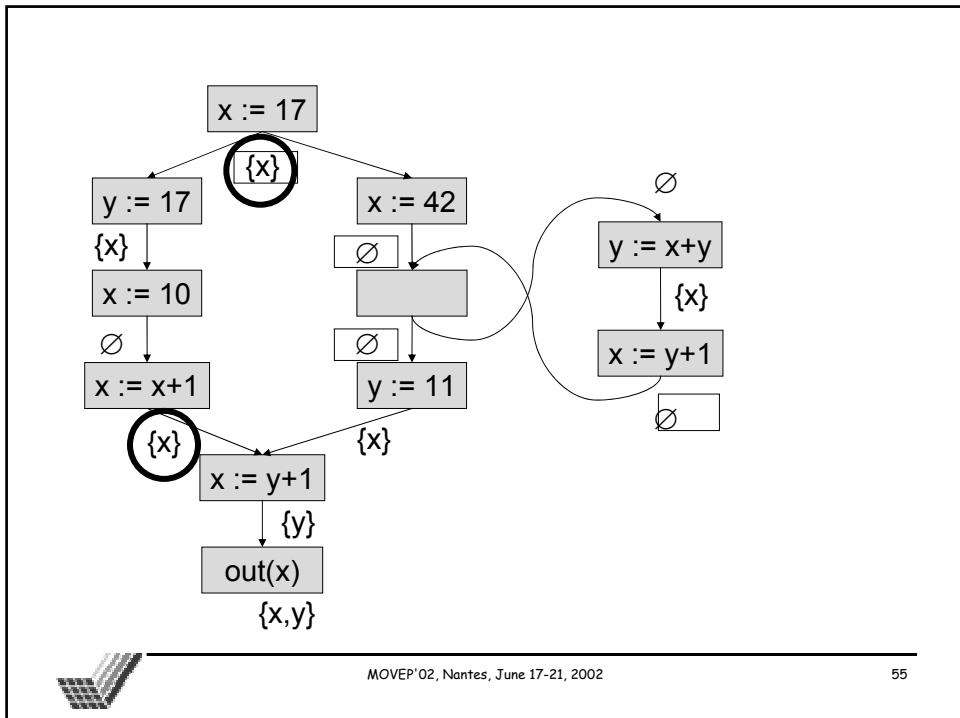 x := 17
{x}
y := 17
x := 42
∅
{x}
∅
y := x+y
x := 10
{x}
∅
∅
x := y+1
x := x+1
y := 11
∅
{x}
{x}
x := y+1
{y}
out(x)
{x,y}
MOVEP'02, Nantes, June 17-21, 2002
55